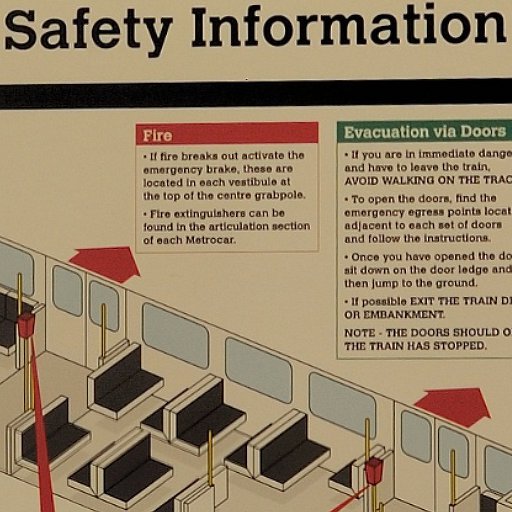 Safety Information
Fire
• If fire breaks out activate the
emergency brake, these are
located in each vestibule at
the top of the centre grabpole.
• Fire extinguishers can be
found in the articulation section
of each Metrocar.
Evacuation via Doors
• If you are in immediate dange
and have to leave the train,
AVOID WALKING ON THE TRAC
• To open the doors, find the
emergency egress points locat
adjacent to each set of doors
and follow the instructions.
• Once you have opened the do
sit down on the door ledge and
then jump to the ground.
• If possible EXIT THE TRAIN
OR EMBANKMENT.
NOTE - THE DOORS SHOULD O
THE TRAIN HAS STOPPED.